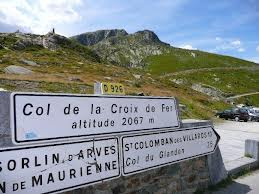 D 926
Col de la Croix de Fer
altitude 2067 m
SORLIN D'ARVES
N DE MAURIENNE
ST COLOMBAN DES VILLARDS
Col du Glandon